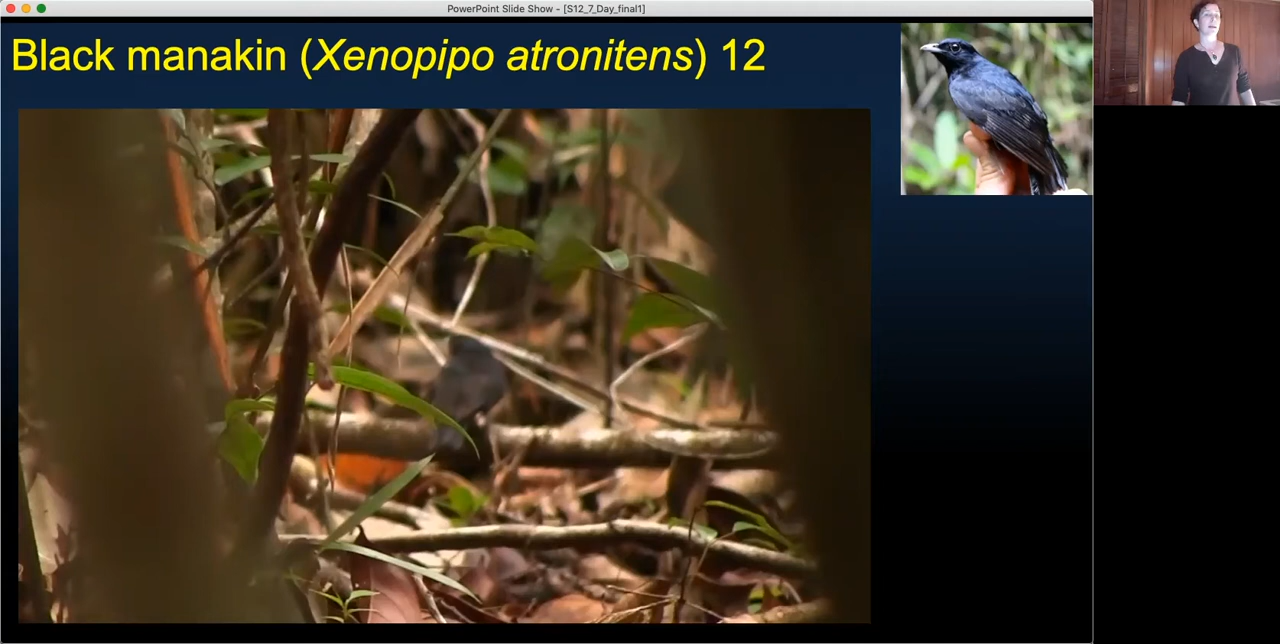 PowerPoint Slide Show - [S12_7_Day_final1]
Black manakin (Xenopipo atronitens) 12